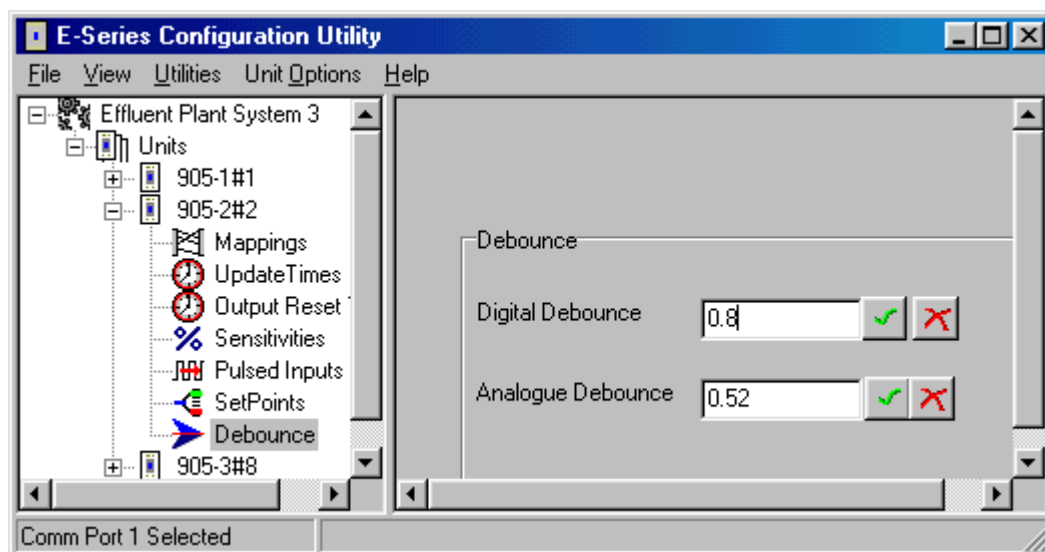 E-Series Configuration Utility
File View Utilities Unit Options Help
Effluent Plant System 3
Units
905-1#1
905-2#2
Mappings
UpdateTimes
Output Reset
Sensitivities
Pulsed Inputs
SetPoints
Debounce
905-3#8
Debounce
Digital Debounce 0.8
Analogue Debounce 0.52
Comm Port 1 Selected